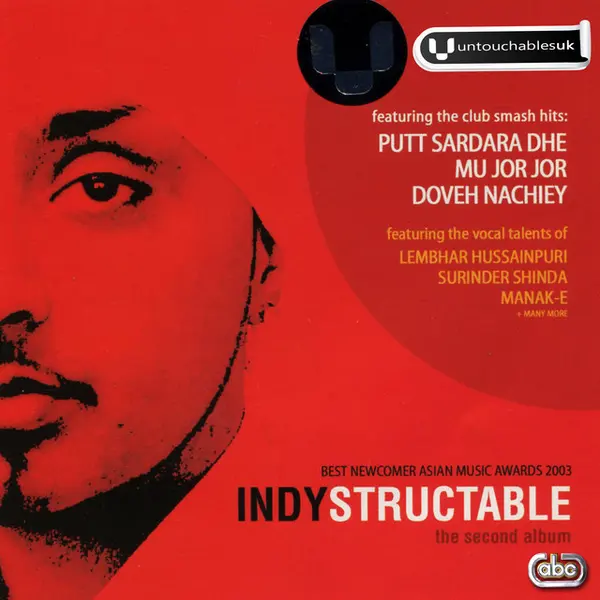 untouchablesuk
featuring the club smash hits:
PUTT SARDARA DHE
MU JOR JOR
DOVEH NACHIEY
featuring the vocal talents of
LEMBHAR HUSSAINPURI
SURINDER SHINDA
MANAK-E
+ MANY MORE
BEST NEWCOMER ASIAN MUSIC AWARDS 2003
INDYSTRUCTABLE
the second album
abc